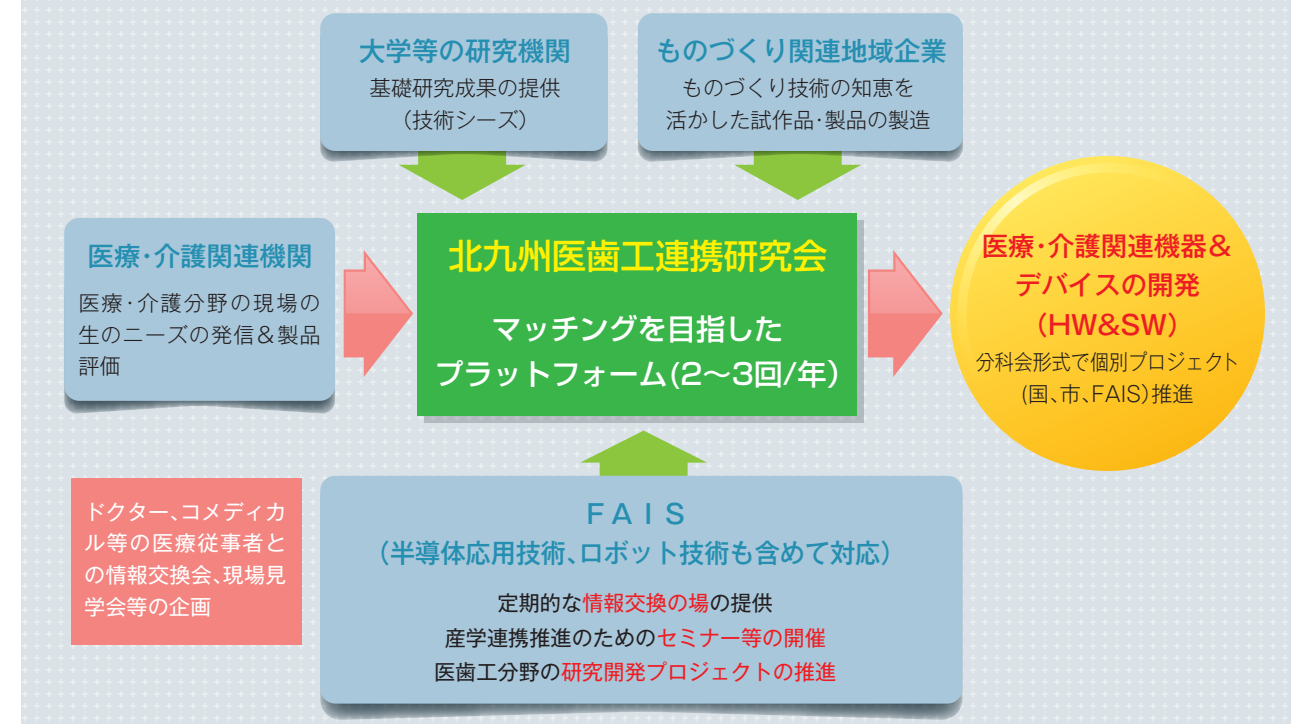 大学等の研究機関
基礎研究成果の提供
（技術シーズ）
ものづくり関連地域企業
ものづくり技術の知恵を
活かした試作品･製品の製造
医療･介護関連機関
医療･介護分野の現場の
生のニーズの発信＆製品
評価
北九州医歯工連携研究会
マッチングを目指した
プラットフォーム(2～3回/年）
医療･介護関連機器＆
デバイスの開発
（HW&SW）
分科会形式で個別プロジェクト
(国、市、FAIS）推進
ドクター、コメディカ
ル等の医療従事者と
の情報交換会、現場見
学会等の企画
ＦＡＩＳ
（半導体応用技術、ロボット技術も含めて対応）
定期的な情報交換の場の提供
産学連携推進のためのセミナー等の開催
医歯工分野の研究開発プロジェクトの推進